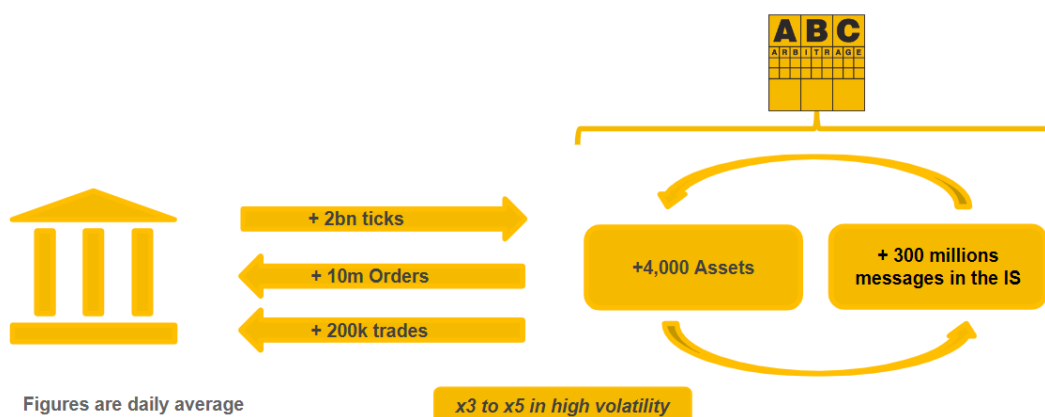 ABC
ARBITRAGE
+ 2bn ticks
+ 10m Orders
+ 200k trades
+4,000 Assets
+ 300 millions
messages in the IS
Figures are daily average
x3 to x5 in high volatility